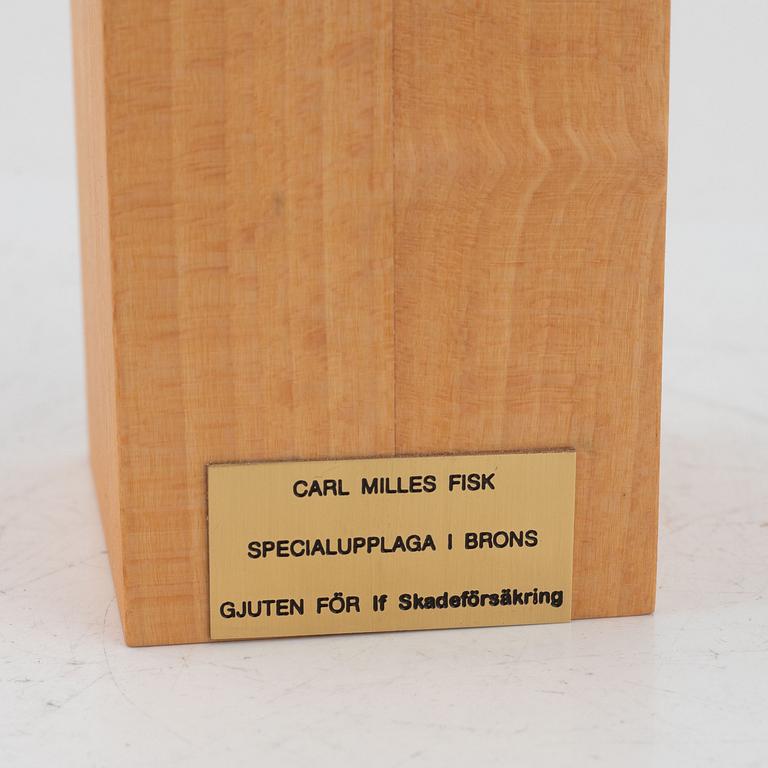 CARL MILLES FISK
SPECIALUPPLAGA I BRONS
GJUTEN FÖR If Skadeförsäkring